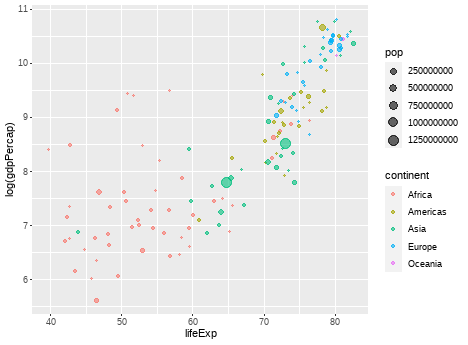 11
10
9
8
7
6
40
50
60
70
80
log(gdpPercap)
lifeExp
pop
250000000
500000000
750000000
1000000000
1250000000
continent
Africa
Americas
Asia
Europe
Oceania